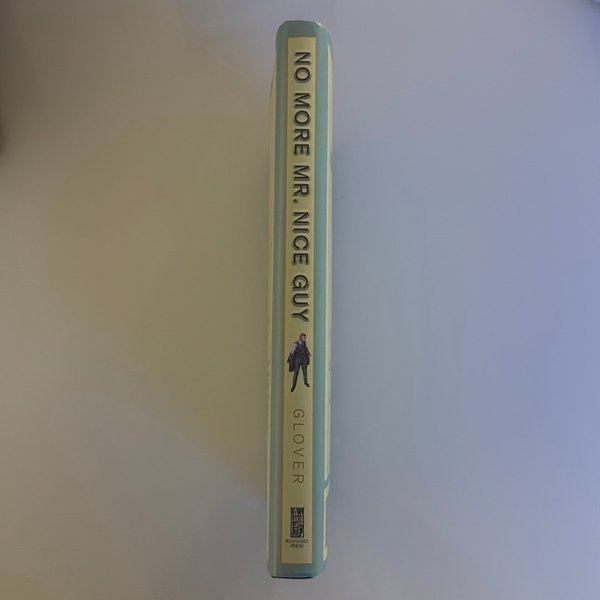 NO MORE MR. NICE GUY
GLOVER
RUNNING
PRESS